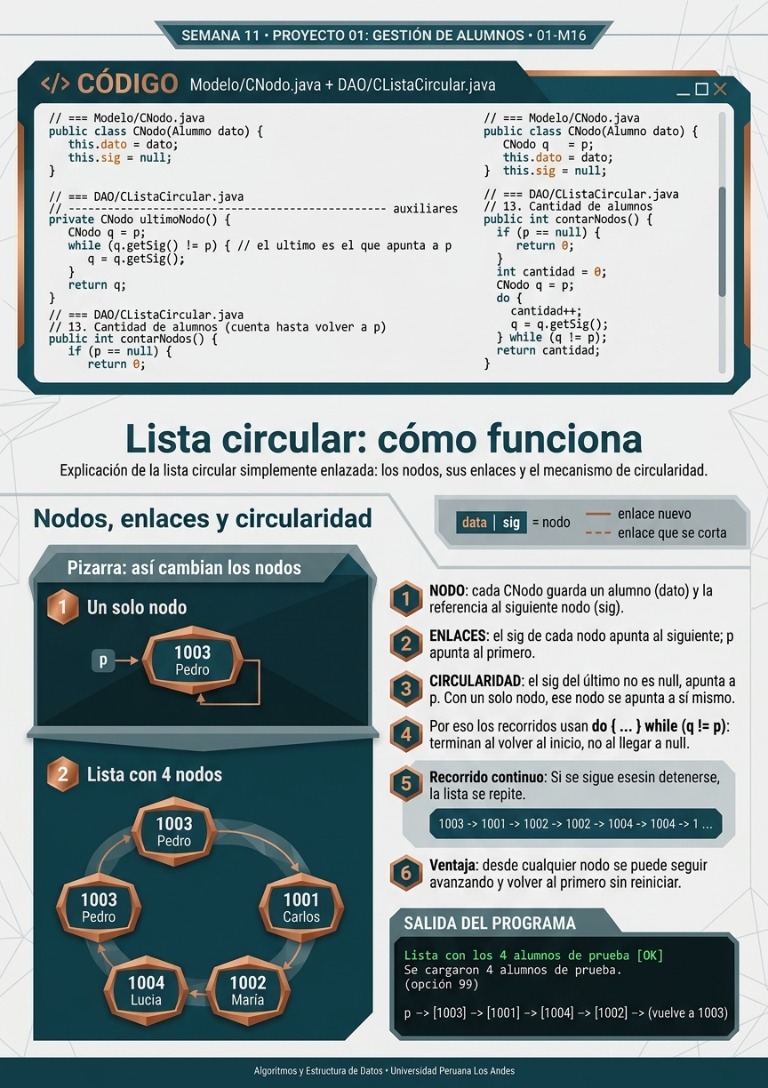 SEMANA 11 • PROYECTO 01: GESTIÓN DE ALUMNOS • 01-M16
</> CÓDIGO Modelo/CNodo.java + DAO/CListaCircular.java
// === Modelo/CNodo.java
public class CNodo(Alummo dato) {
this.dato = dato;
this.sig = null;
}
// === DAO/CListaCircular.java
// ------------------------------------------------- auxiliares
private CNodo ultimoNodo() {
CNodo q = p;
while (q.getSig() != p) { // el ultimo es el que apunta a p
q = q.getSig();
}
return q;
}
// === DAO/CListaCircular.java
// 13. Cantidad de alumnos (cuenta hasta volver a p)
public int contarNodos() {
if (p == null) {
return 0;
// === Modelo/CNodo.java
public class CNodo(Alumno dato) {
CNodo q = p;
this.dato = dato;
} this.sig = null;
// === DAO/CListaCircular.java
// 13. Cantidad de alumnos
public int contarNodos() {
if (p == null) {
return 0;
}
int cantidad = 0;
CNodo q = p;
do {
cantidad++;
q = q.getSig();
} while (q != p);
return cantidad;
}
Lista circular: cómo funciona
Explicación de la lista circular simplemente enlazada: los nodos, sus enlaces y el mecanismo de circularidad.
Nodos, enlaces y circularidad
data | sig = nodo
enlace nuevo
enlace que se corta
Pizarra: así cambian los nodos
1 Un solo nodo
p
1003
Pedro
2 Lista con 4 nodos
1003
Pedro
1003
Pedro
1001
Carlos
1004
Lucia
1002
María
1 NODO: cada CNodo guarda un alumno (dato) y la
referencia al siguiente nodo (sig).
2 ENLACES: el sig de cada nodo apunta al siguiente; p
apunta al primero.
3 CIRCULARIDAD: el sig del último no es null, apunta a
p. Con un solo nodo, ese nodo se apunta a sí mismo.
4 Por eso los recorridos usan do { ... } while (q != p):
terminan al volver al inicio, no al llegar a null.
5 Recorrido continuo: Si se sigue esesin detenerse,
la lista se repite.
1003 -> 1001 -> 1002 -> 1002 -> 1004 -> 1004 -> 1 ...
6 Ventaja: desde cualquier nodo se puede seguir
avanzando y volver al primero sin reiniciar.
SALIDA DEL PROGRAMA
Lista con los 4 alumnos de prueba [OK]
Se cargaron 4 alumnos de prueba.
(opción 99)
p -> [1003] -> [1001] -> [1004] -> [1002] -> (vuelve a 1003)
Algoritmos y Estructura de Datos • Universidad Peruana Los Andes